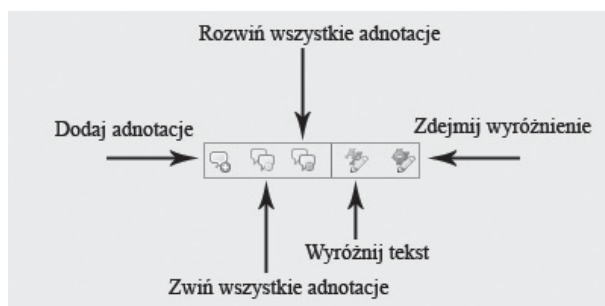 Rozwiń wszystkie adnotacje
Dodaj adnotacje
Zdejmij wyróżnienie
Wyróżnij tekst
Zwiń wszystkie adnotacje